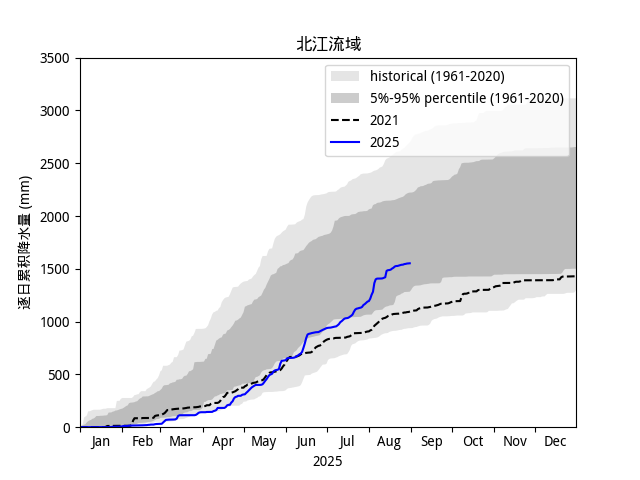 北江流域
historical (1961-2020)
5%-95% percentile (1961-2020)
2021
2025
逐日累积降水量 (mm)
3500
3000
2500
2000
1500
1000
500
0
Jan Feb Mar Apr May Jun Jul Aug Sep Oct Nov Dec
2025